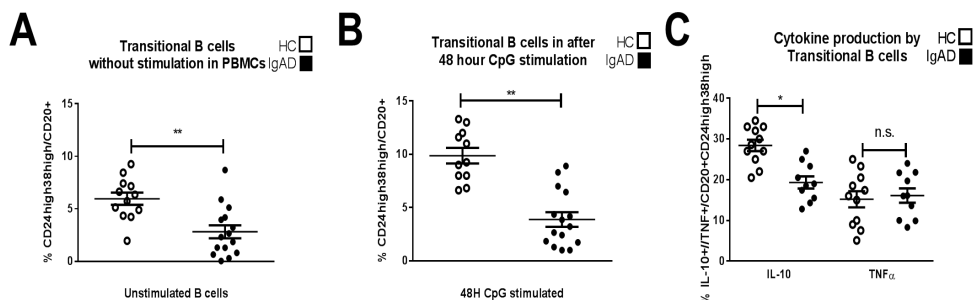 A
Transitional B cells
without stimulation in PBMCs
HC
IgAD
% CD24high38high/CD20+
15
10
5
0
**
Unstimulated B cells
B
Transitional B cells in after
48 hour CpG stimulation
HC
IgAD
% CD24high38high/CD20+
15
10
5
0
**
48H CpG stimulated
C
Cytokine production by
Transitional B cells
HC
IgAD
% IL-10+//TNF+/CD20+CD24high38high
40
30
20
10
0
*
n.s.
IL-10
TNFα